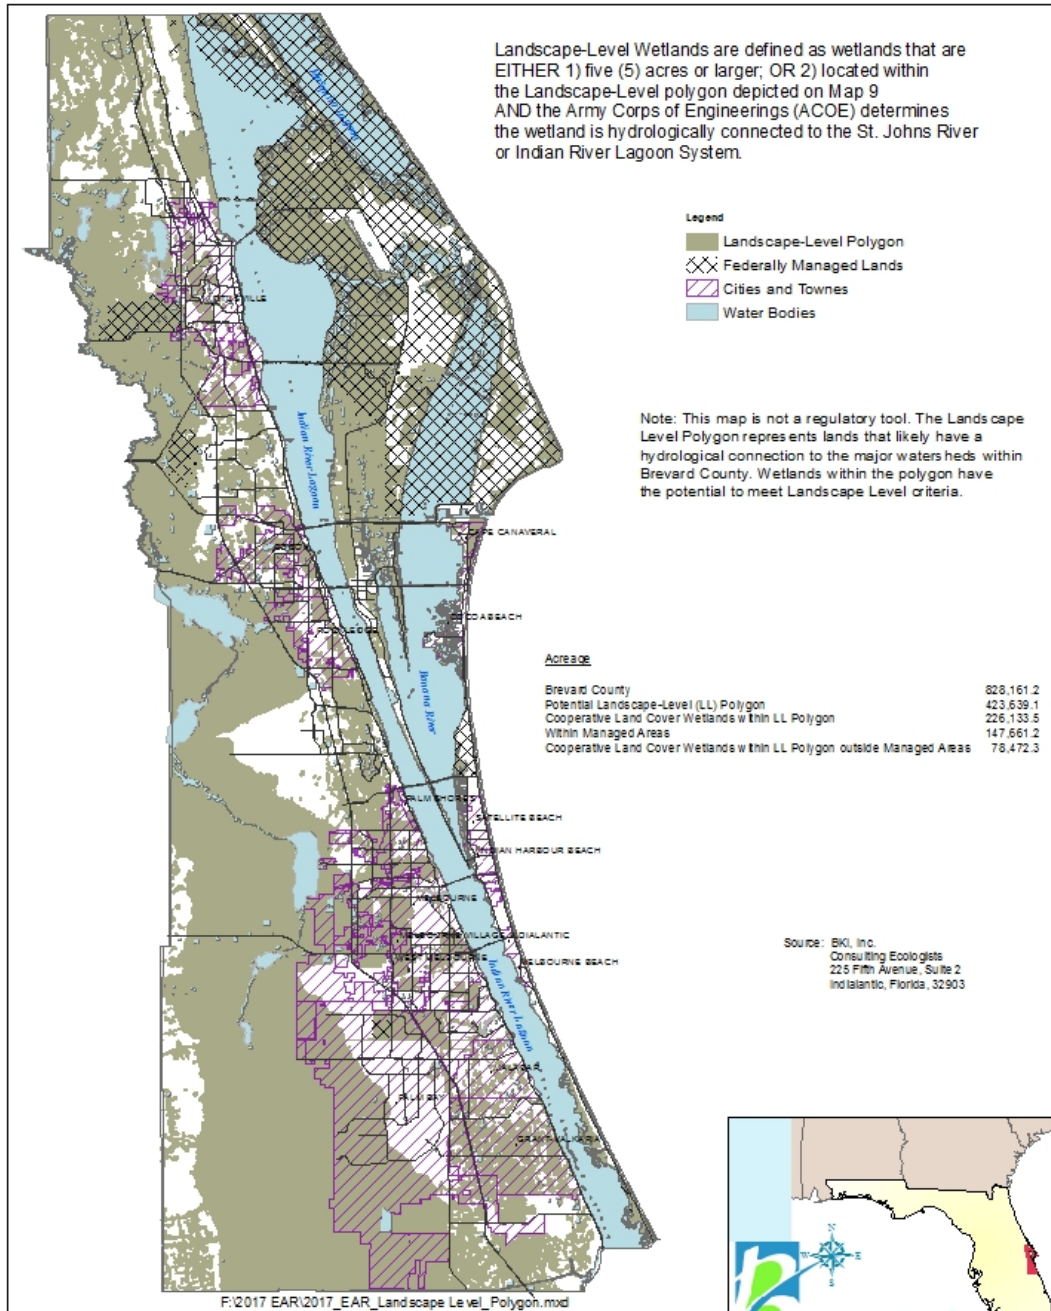 Landscape-Level Wetlands are defined as wetlands that are
EITHER 1) five (5) acres or larger; OR 2) located within
the Landscape-Level polygon depicted on Map 9
AND the Army Corps of Engineerings (ACOE) determines
the wetland is hydrologically connected to the St. Johns River
or Indian River Lagoon System.
Legend
Landscape-Level Polygon
Federally Managed Lands
Cities and Townes
Water Bodies
Note: This map is not a regulatory tool. The Landscape
Level Polygon represents lands that likely have a
hydrological connection to the major watersheds within
Brevard County. Wetlands within the polygon have
the potential to meet Landscape Level criteria.
Indian River Lagoon
CAPE CANAVERAL
ROCKLEDGE
Banana River
PALM SHORES
SATELLITE BEACH
INDIAN HARBOUR BEACH
MELBOURNE
MELBOURNE VILLAGE INDIALANTIC
WEST MELBOURNE
MELBOURNE BEACH
Indian River Lagoon
MALABAR
PALM BAY
GRANT-VALKARIA
Acreage
Brevard County 828,161.2
Potential Landscape-Level (LL) Polygon 423,639.1
Cooperative Land Cover Wetlands within LL Polygon 226,133.5
Within Managed Areas 147,661.2
Cooperative Land Cover Wetlands within LL Polygon outside Managed Areas 78,472.3
Source: BKI, Inc.
Consulting Ecologists
225 Fifth Avenue, Suite 2
Indialantic, Florida, 32903
N
W E
S
F:\2017 EAR\2017_EAR_Landscape Level_Polygon.mxd